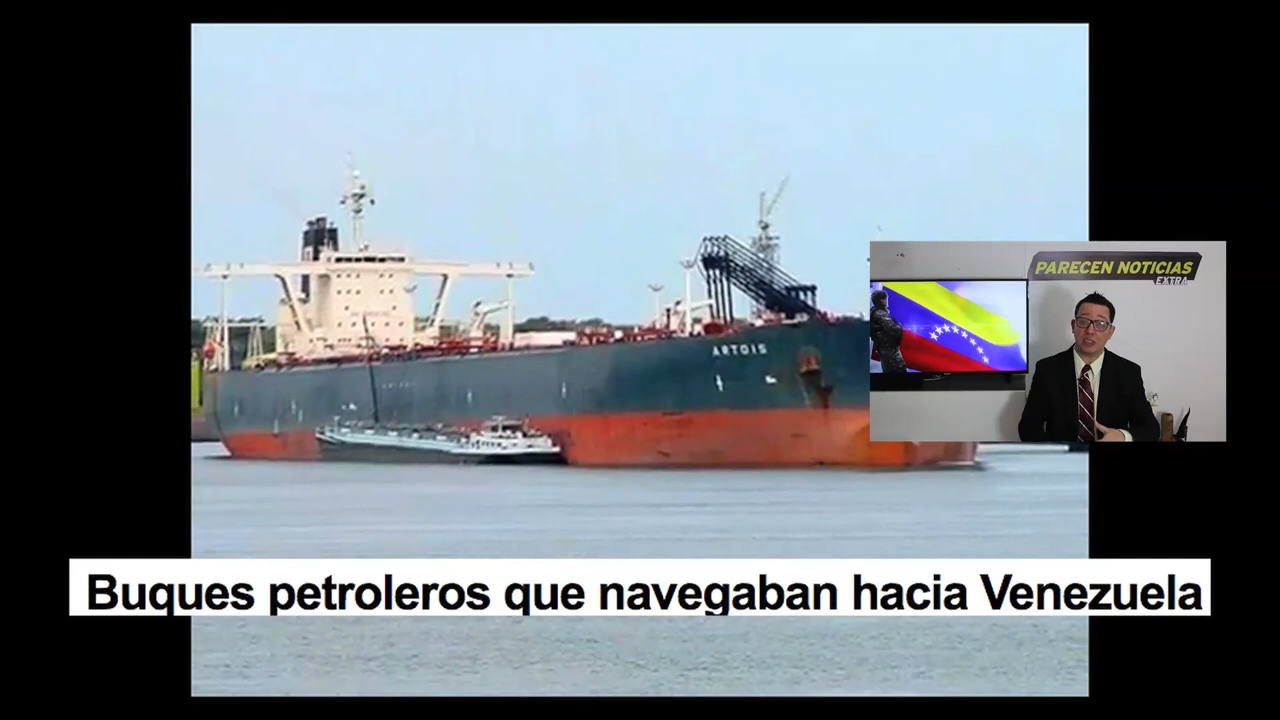 ARTOIS
PARECEN NOTICIAS
EXTRA
Buques petroleros que navegaban hacia Venezuela